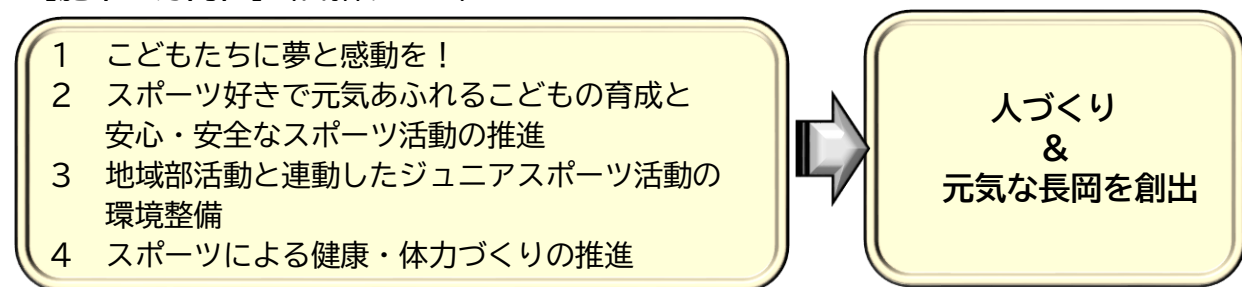 1 こどもたちに夢と感動を!
2 スポーツ好きで元気あふれるこどもの育成と
安心・安全なスポーツ活動の推進
3 地域部活動と連動したジュニアスポーツ活動の
環境整備
4 スポーツによる健康・体力づくりの推進
人づくり
&
元気な長岡を創出